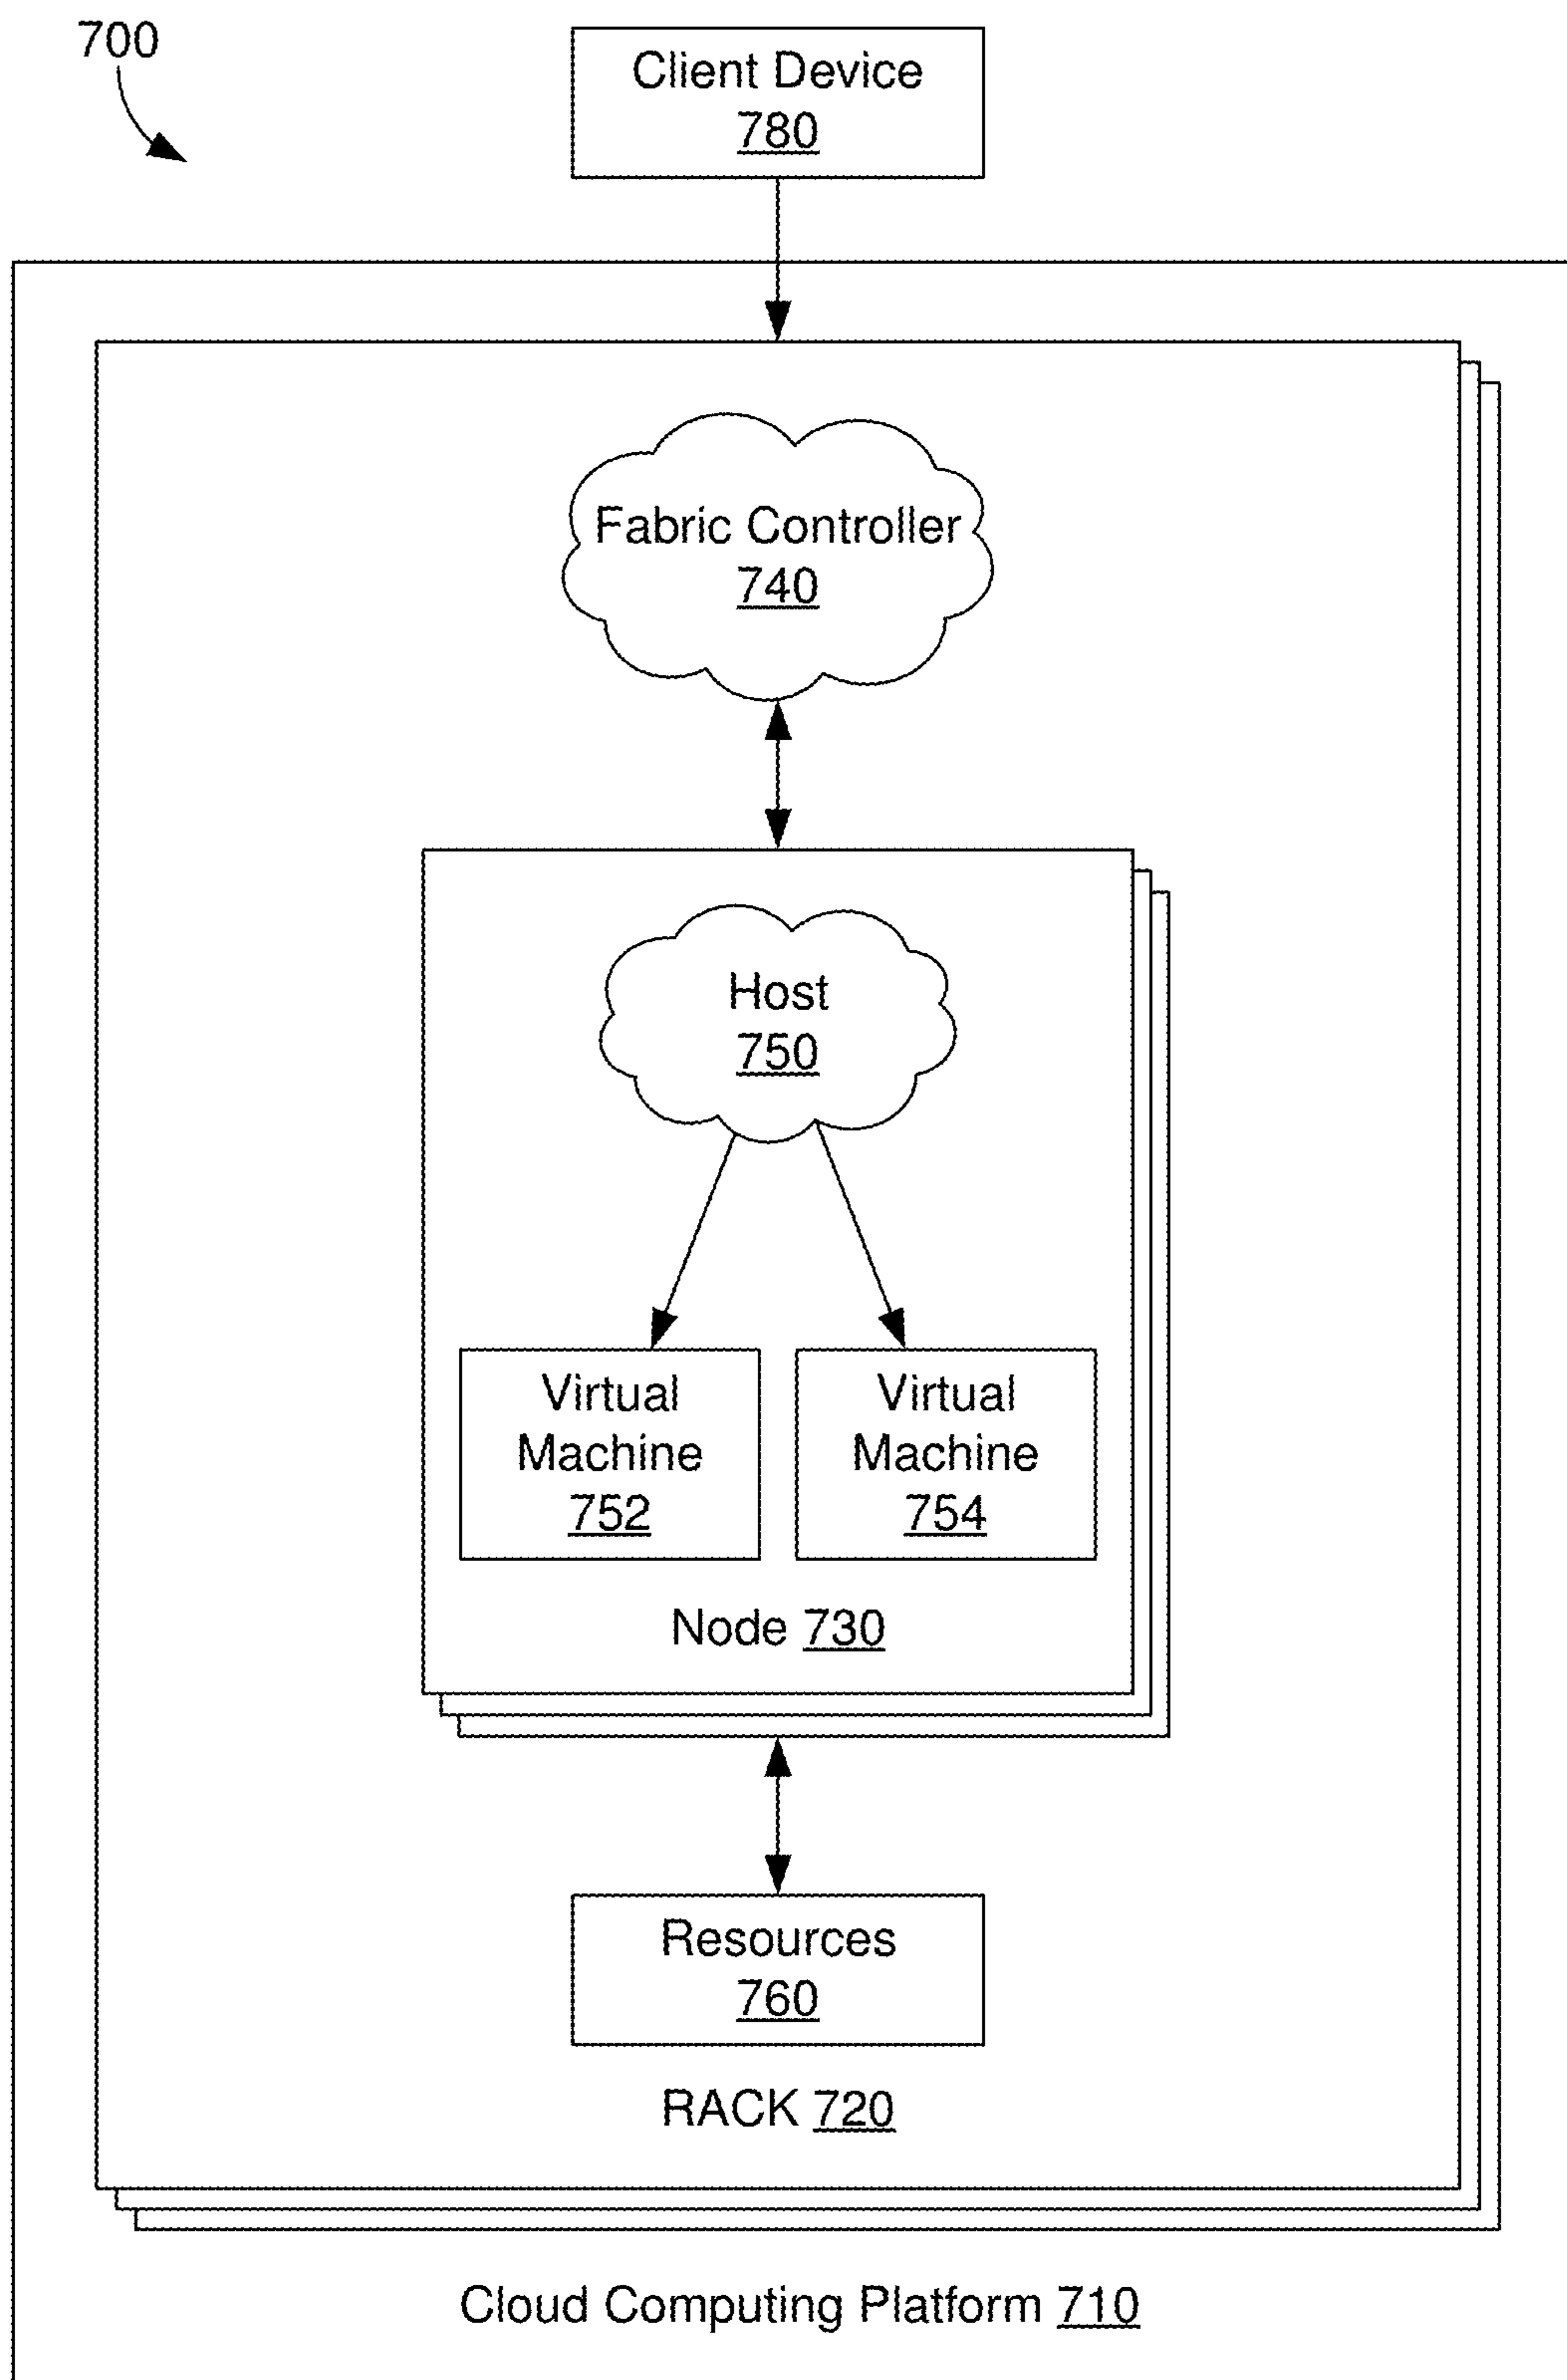 700
Client Device
780
Fabric Controller
740
Host
750
Virtual
Machine
752
Virtual
Machine
754
Node 730
Resources
760
RACK 720
Cloud Computing Platform 710